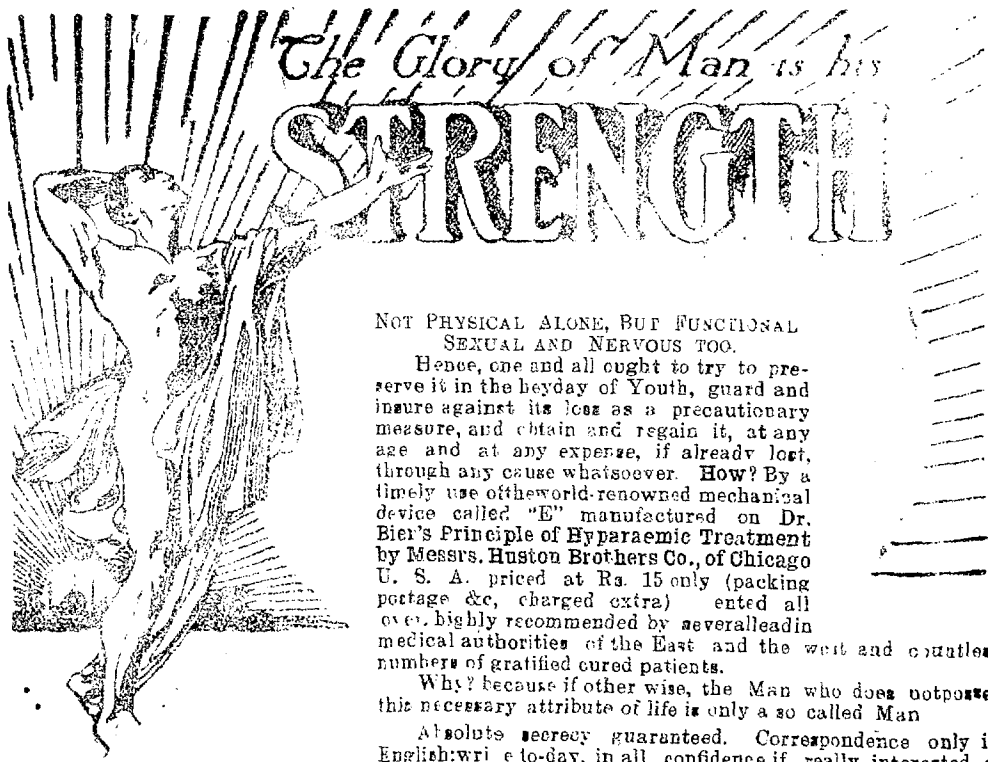 The Glory of Man is his
STRENGTH
NOT PHYSICAL ALONE, BUT FUNCTIONAL
SEXUAL AND NERVOUS TOO.
Hence, one and all ought to try to pre-
serve it in the heyday of Youth, guard and
insure against its loss as a precautionary
measure, and obtain and regain it, at any
age and at any expense, if already lost,
through any cause whatsoever. How? By a
timely use oftheworld-renowned mechanical
device called "E" manufactured on Dr.
Bier's Principle of Hyparaemic Treatment
by Messrs. Huston Brothers Co., of Chicago
U. S. A. priced at Rs. 15 only (packing
postage &c, charged extra) ented all
over. highly recommended by severalleadin
medical authorities of the East and the west and countles
numbers of gratified cured patients.
Why? because if other wise, the Man who does notposse
this necessary attribute of life is only a so called Man
Absolute secrecy guaranteed. Correspondence only i
English: to-day, in all confidence if really interested